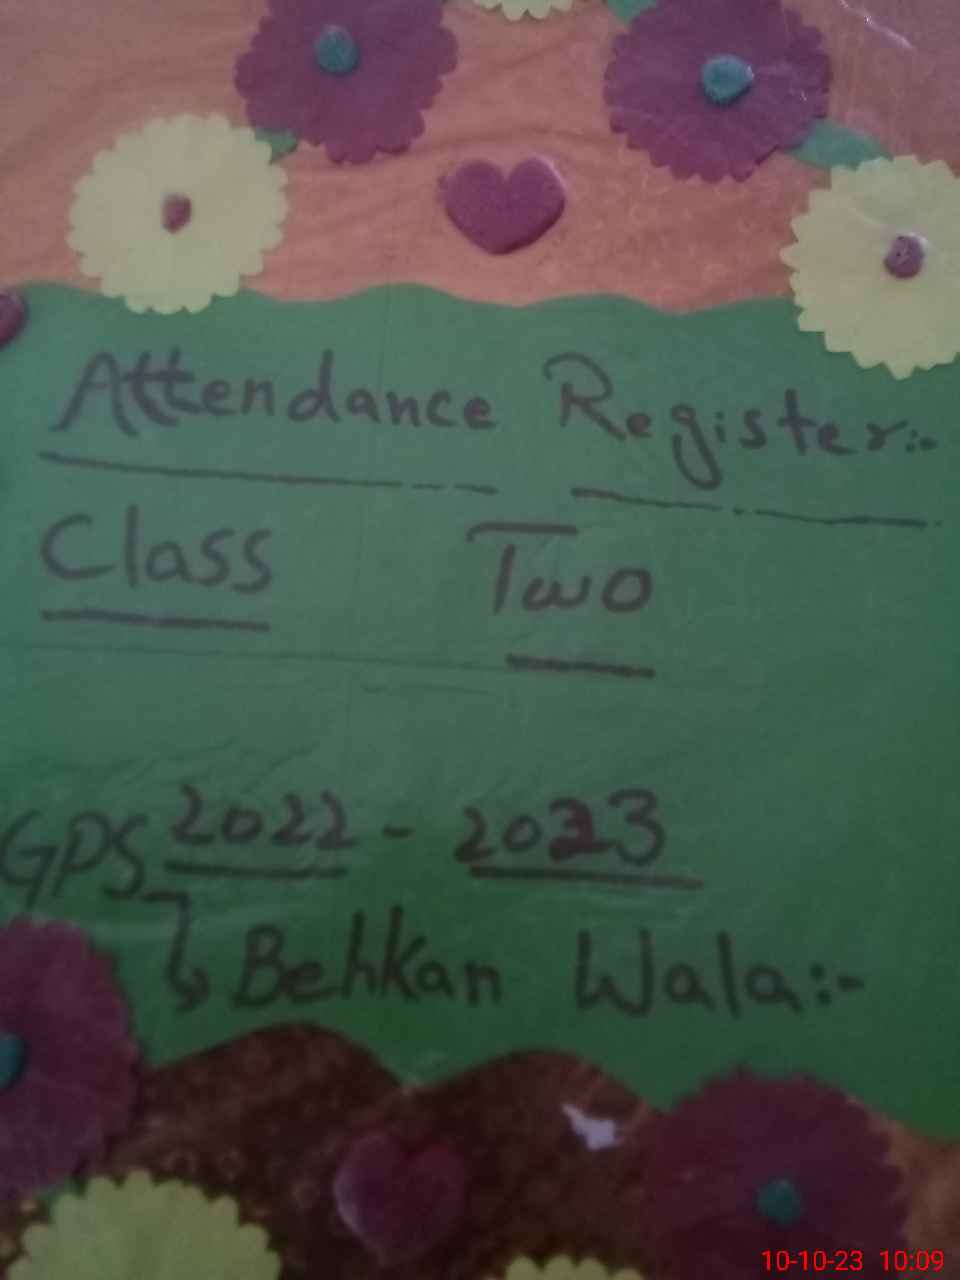 Attendance Register:-
Class Two
GPS 2022 - 2023
Behkan Wala:-
10-10-23 10:09